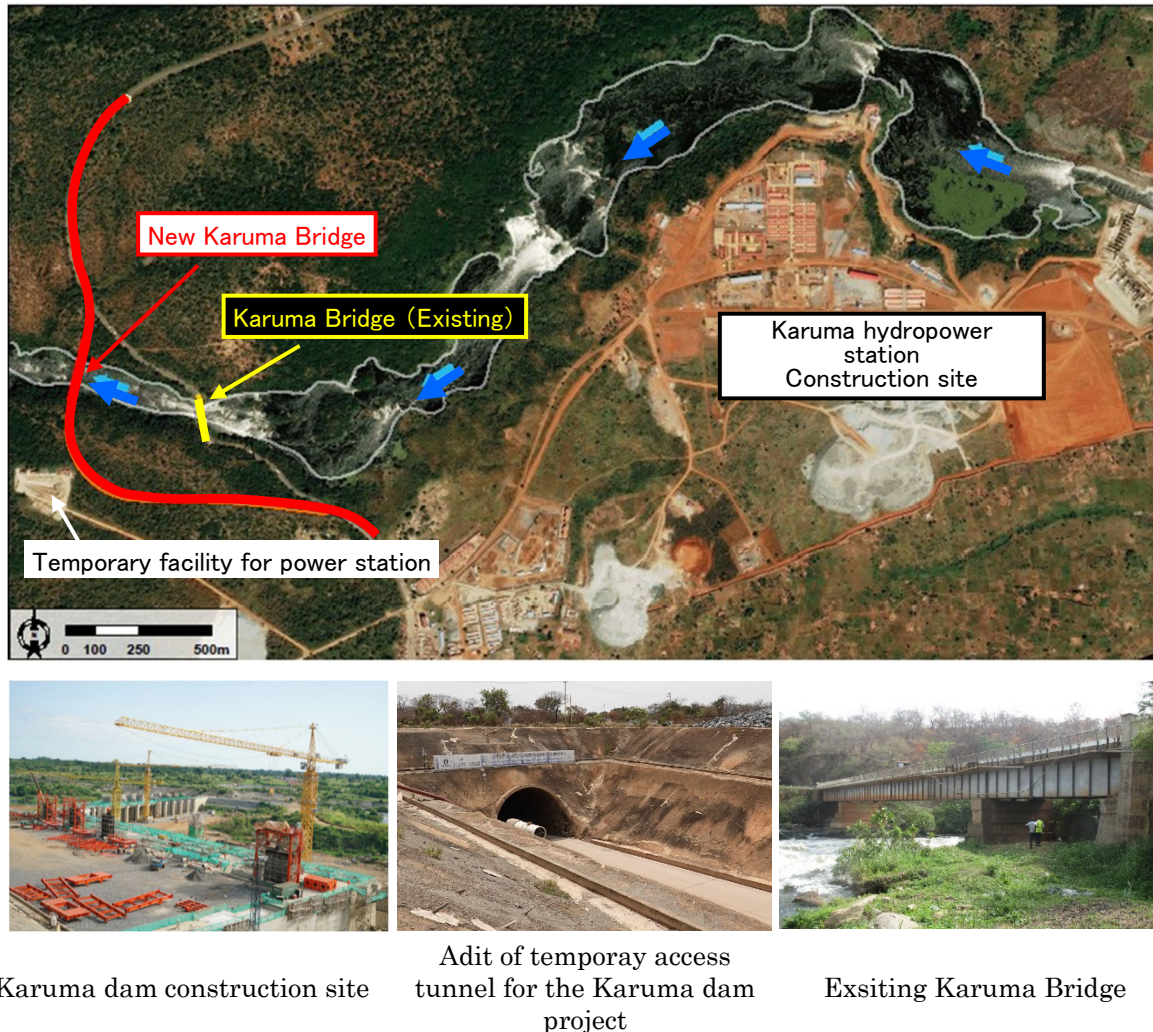 New Karuma Bridge
Karuma Bridge (Existing)
Karuma hydropower
station
Construction site
Temporary facility for power station
N
0 100 250 500m
Karuma dam construction site
Adit of temporay access
tunnel for the Karuma dam
project
Exsiting Karuma Bridge